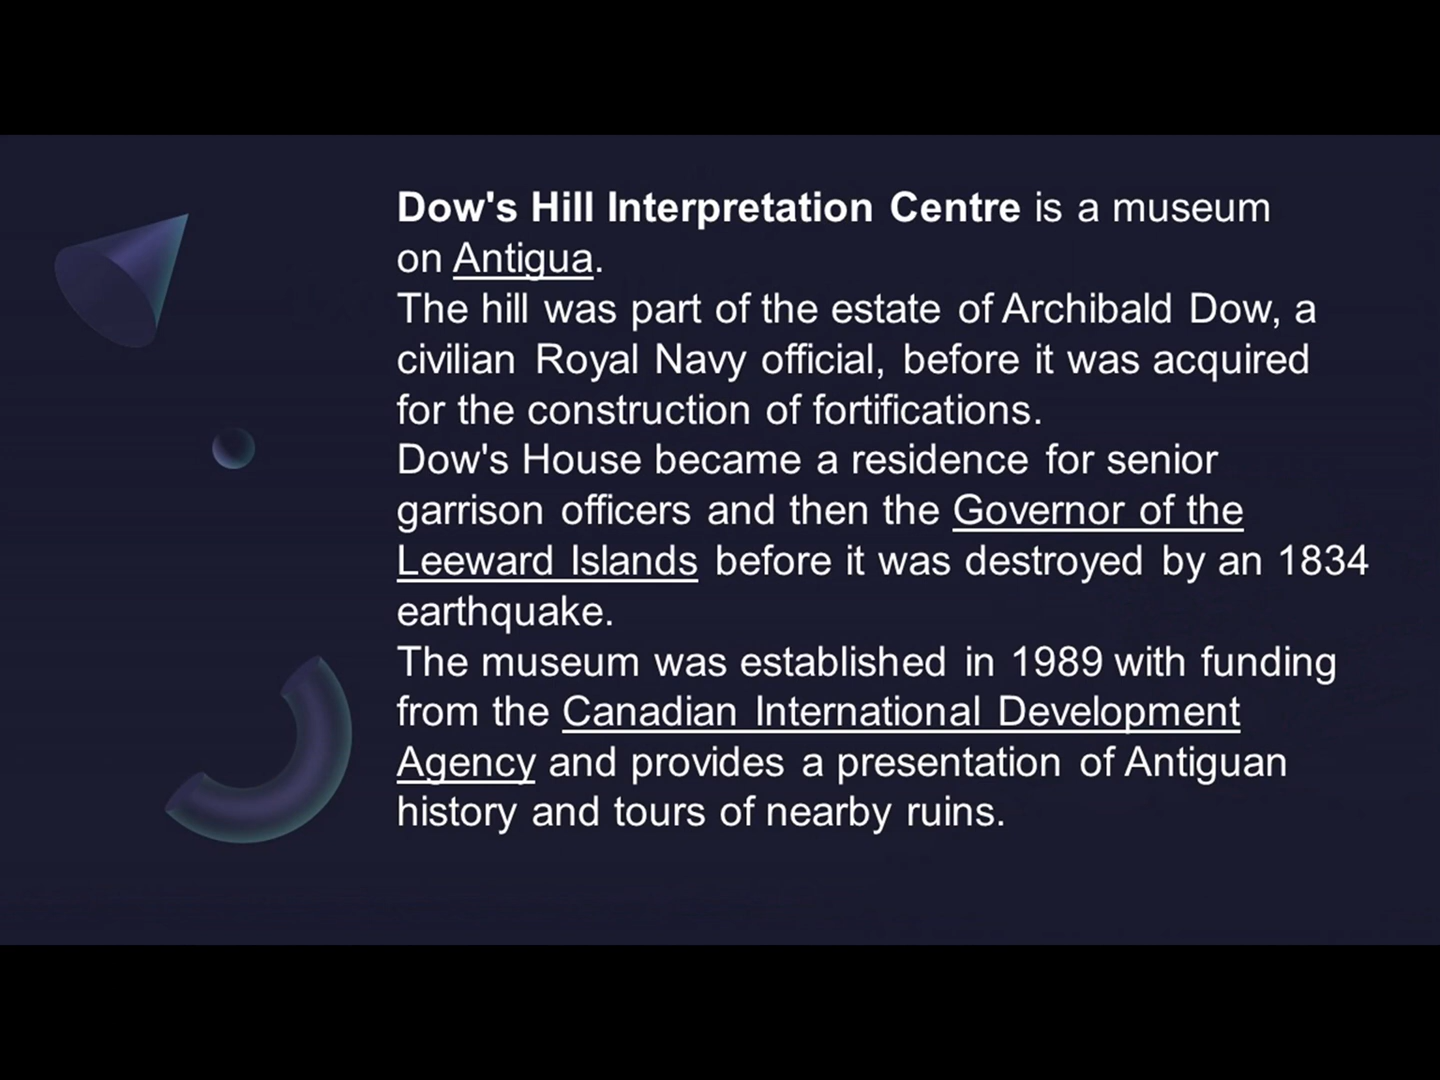 Dow's Hill Interpretation Centre is a museum
on Antigua.
The hill was part of the estate of Archibald Dow, a
civilian Royal Navy official, before it was acquired
for the construction of fortifications.
Dow's House became a residence for senior
garrison officers and then the Governor of the
Leeward Islands before it was destroyed by an 1834
earthquake.
The museum was established in 1989 with funding
from the Canadian International Development
Agency and provides a presentation of Antiguan
history and tours of nearby ruins.